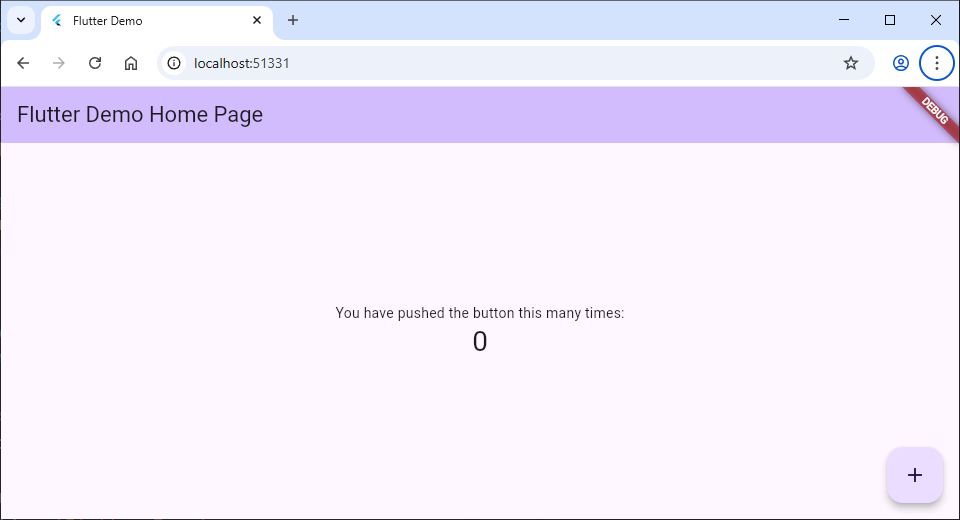 Flutter Demo
localhost:51331
Flutter Demo Home Page
DEBUG
You have pushed the button this many times:
0